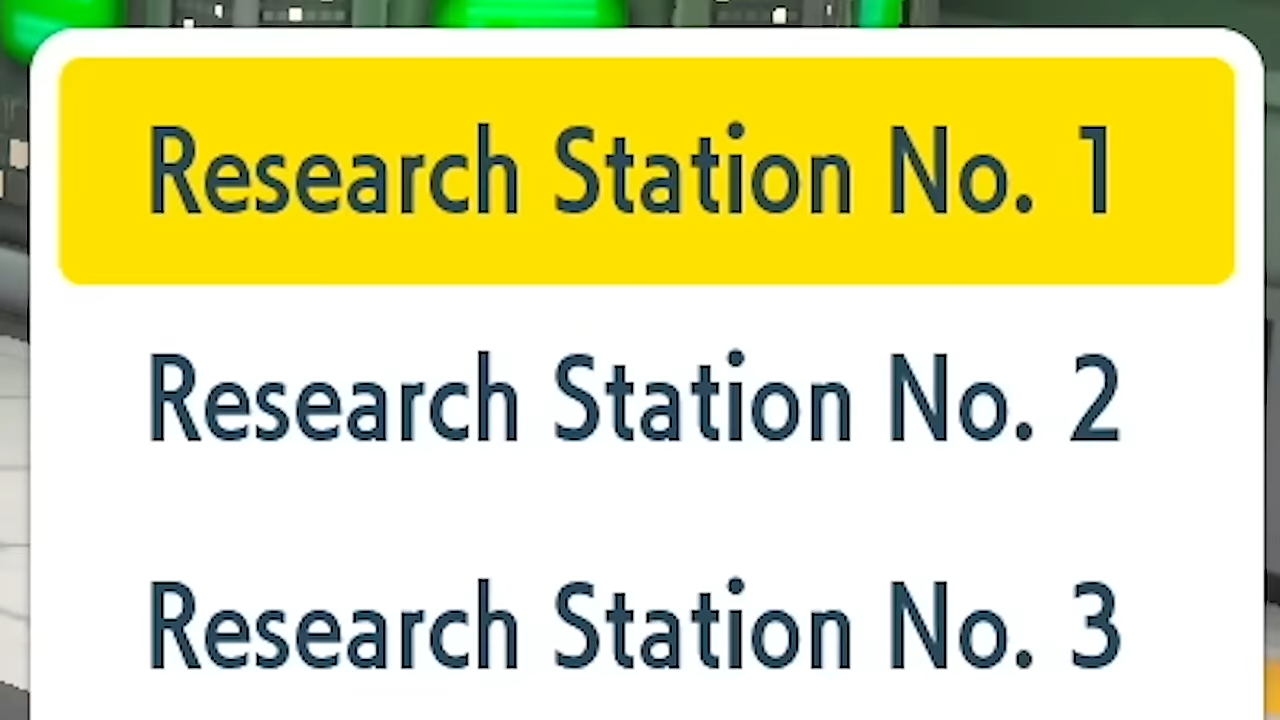 Research Station No. 1
Research Station No. 2
Research Station No. 3